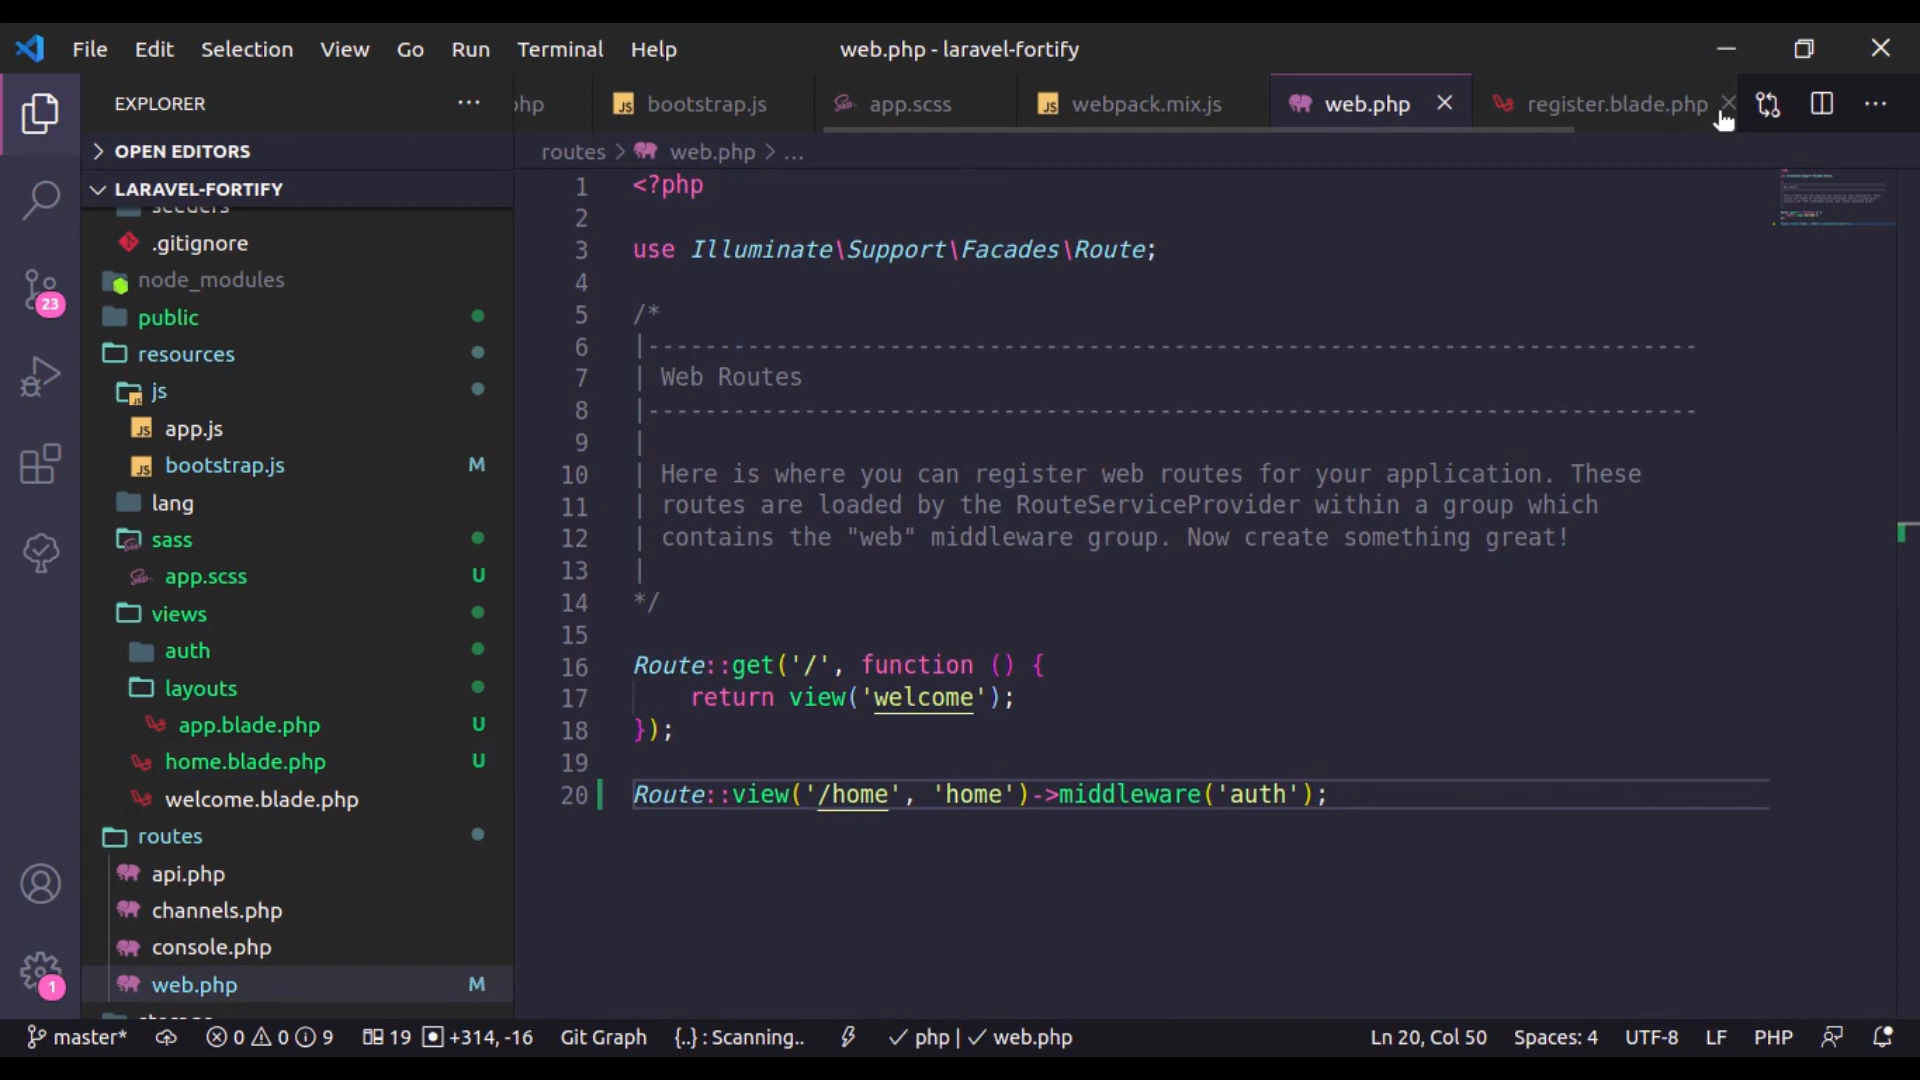 File Edit Selection View Go Run Terminal Help
web.php - laravel-fortify
EXPLORER
OPEN EDITORS
LARAVEL-FORTIFY
seeders
.gitignore
node_modules
public
resources
js
app.js
bootstrap.js M
lang
sass
app.scss U
views
auth
layouts
app.blade.php U
home.blade.php U
welcome.blade.php
routes
api.php
channels.php
console.php
web.php M
23
1
hp
bootstrap.js
app.scss
webpack.mix.js
web.php
register.blade.php
routes > web.php > ...
1 <?php
2
3 use Illuminate\Support\Facades\Route;
4
5 /*
6 |--------------------------------------------------------------------------
7 | Web Routes
8 |--------------------------------------------------------------------------
9 |
10 | Here is where you can register web routes for your application. These
11 | routes are loaded by the RouteServiceProvider within a group which
12 | contains the "web" middleware group. Now create something great!
13 |
14 */
15
16 Route::get('/', function () {
17     return view('welcome');
18 });
19
20 Route::view('/home', 'home')->middleware('auth');
master* 0 0 9 19 +314, -16 Git Graph {..} : Scanning.. php | web.php Ln 20, Col 50 Spaces: 4 UTF-8 LF PHP